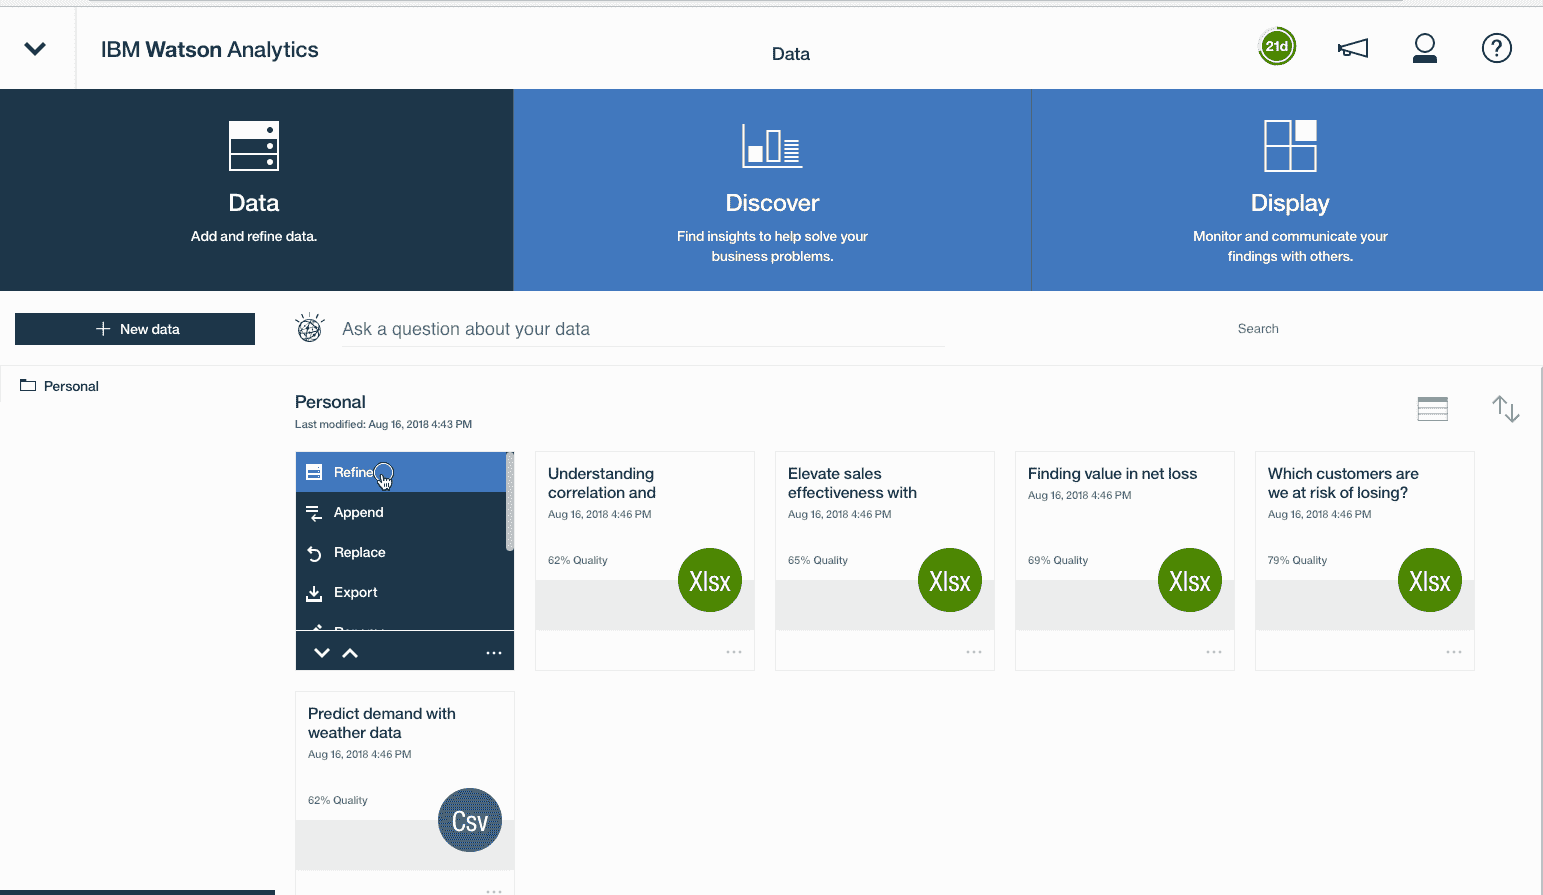 IBM Watson Analytics
Data
21d
?
Data
Add and refine data.
Discover
Find insights to help solve your
business problems.
Display
Monitor and communicate your
findings with others.
New data
Ask a question about your data
Search
Personal
Personal
Last modified: Aug 16, 2018 4:43 PM
Refine
Append
Replace
Export
Understanding
correlation and
Aug 16, 2018 4:46 PM
62% Quality
Xlsx
Elevate sales
effectiveness with
Aug 16, 2018 4:46 PM
65% Quality
Xlsx
Finding value in net loss
Aug 16, 2018 4:46 PM
69% Quality
Xlsx
Which customers are
we at risk of losing?
Aug 16, 2018 4:46 PM
79% Quality
Xlsx
Predict demand with
weather data
Aug 16, 2018 4:46 PM
62% Quality
Csv